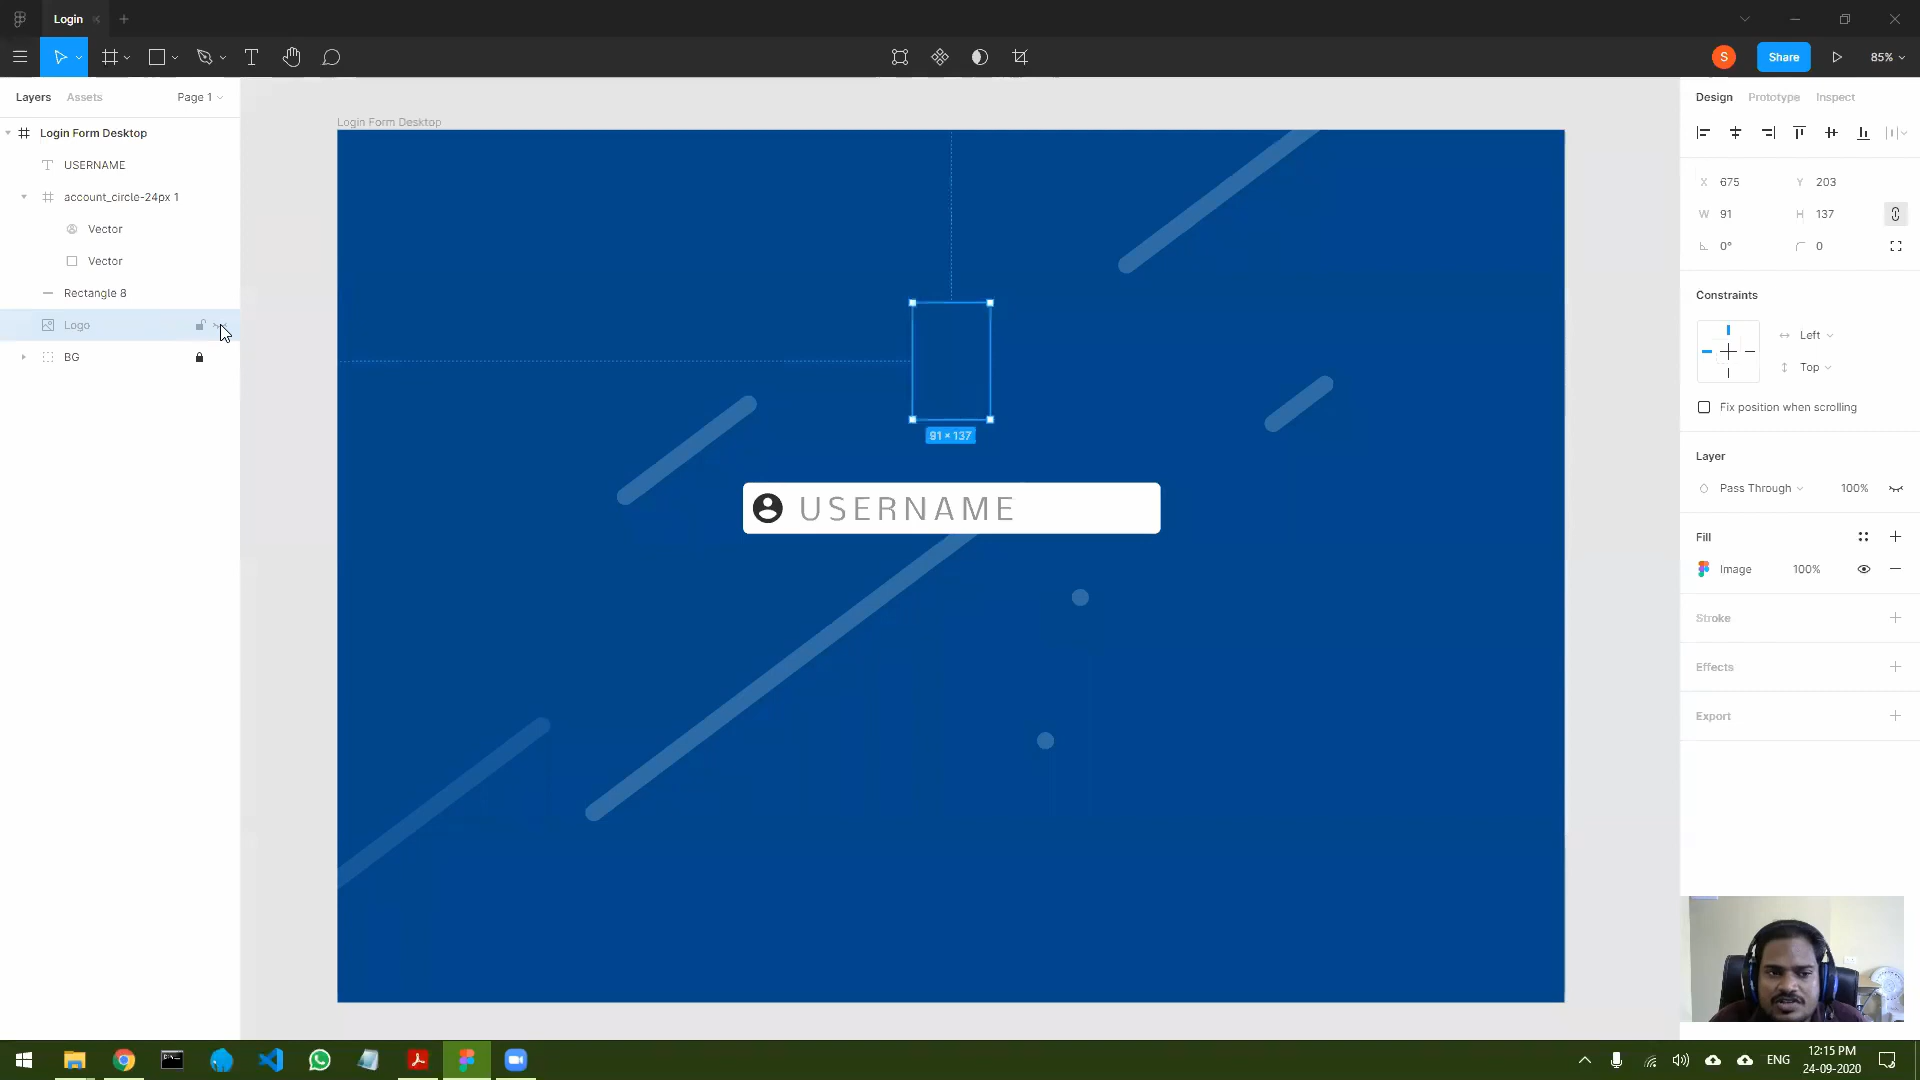 Login
S
Share
85%
Layers
Assets
Page 1
Design
Prototype
Inspect
Login Form Desktop
Login Form Desktop
USERNAME
account_circle-24px 1
Vector
Vector
Rectangle 8
Logo
BG
91 × 137
USERNAME
X 675
Y 203
W 91
H 137
0°
0
Constraints
Left
Top
Fix position when scrolling
Layer
Pass Through
100%
Fill
Image
100%
Stroke
Effects
Export
ENG
12:15 PM
24-09-2020